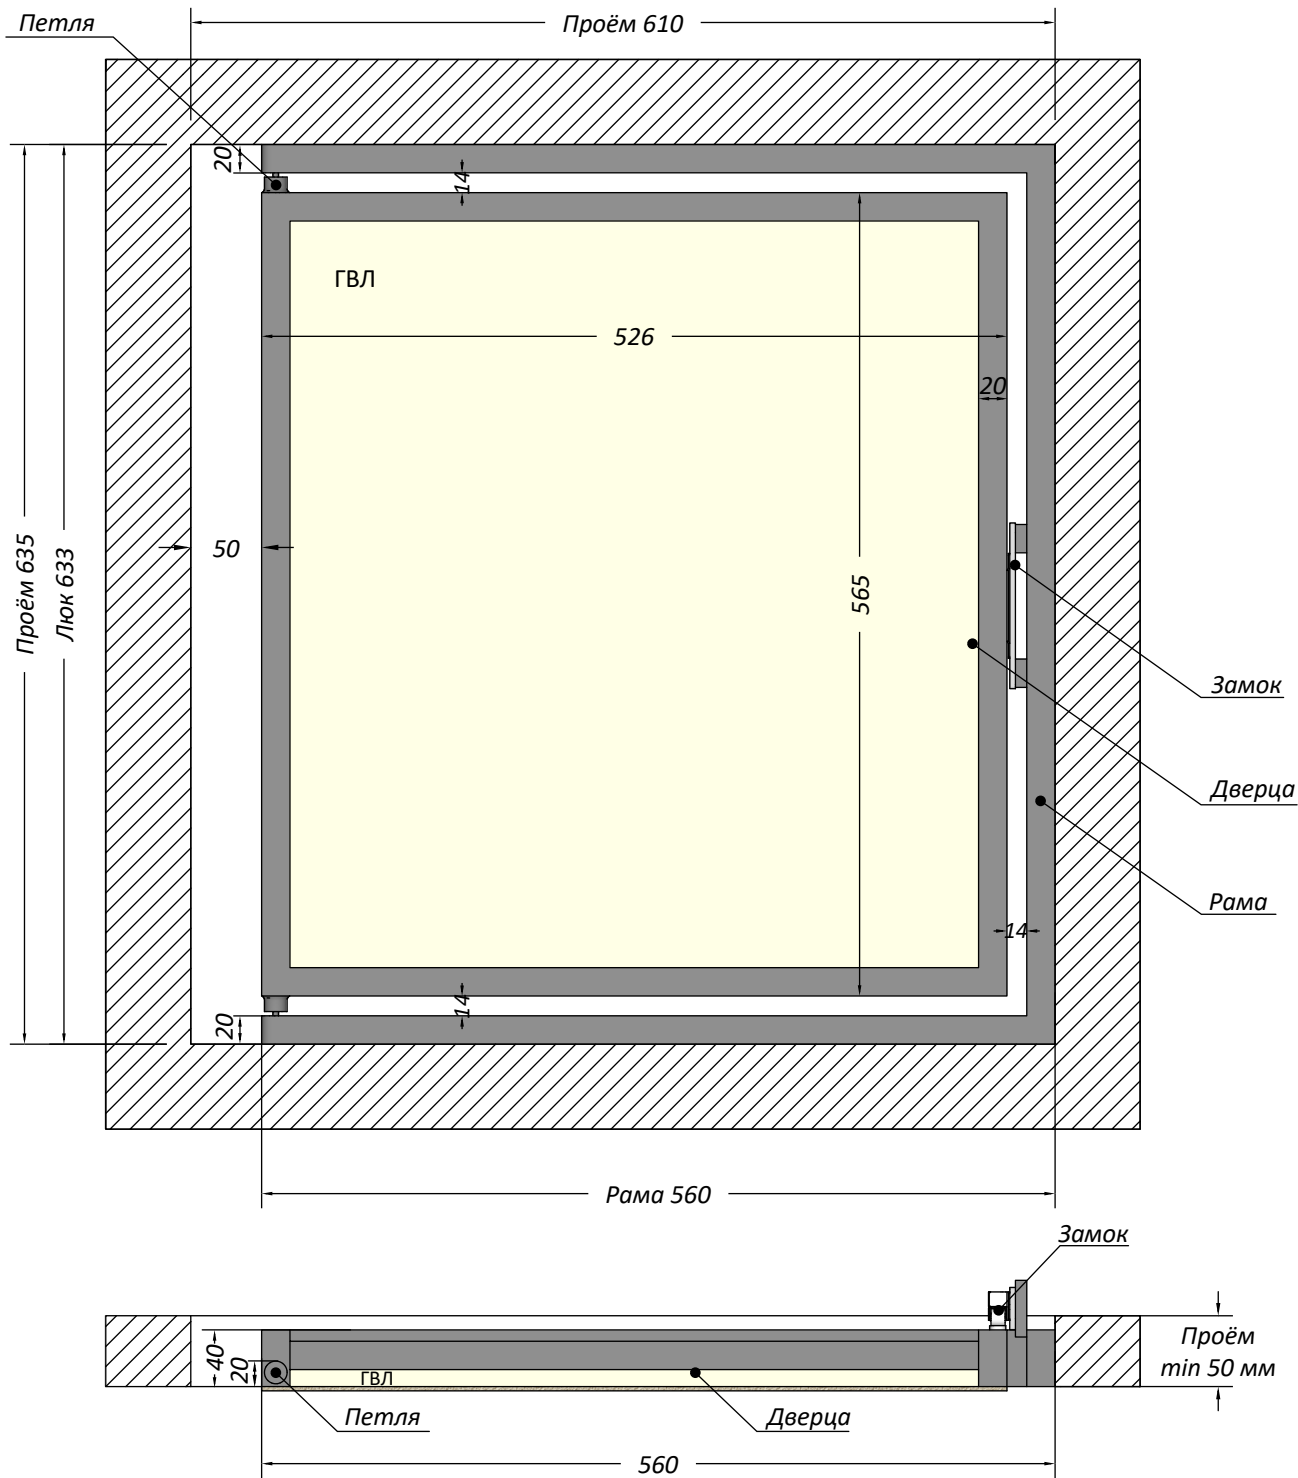 Петля
Проём 610
20
14
ГВЛ
526
20
50
Проём 635
Люк 633
565
Замок
Дверца
Рама
14
14
20
Рама 560
Замок
40
20
ГВЛ
Проём
min 50 мм
Петля
Дверца
560